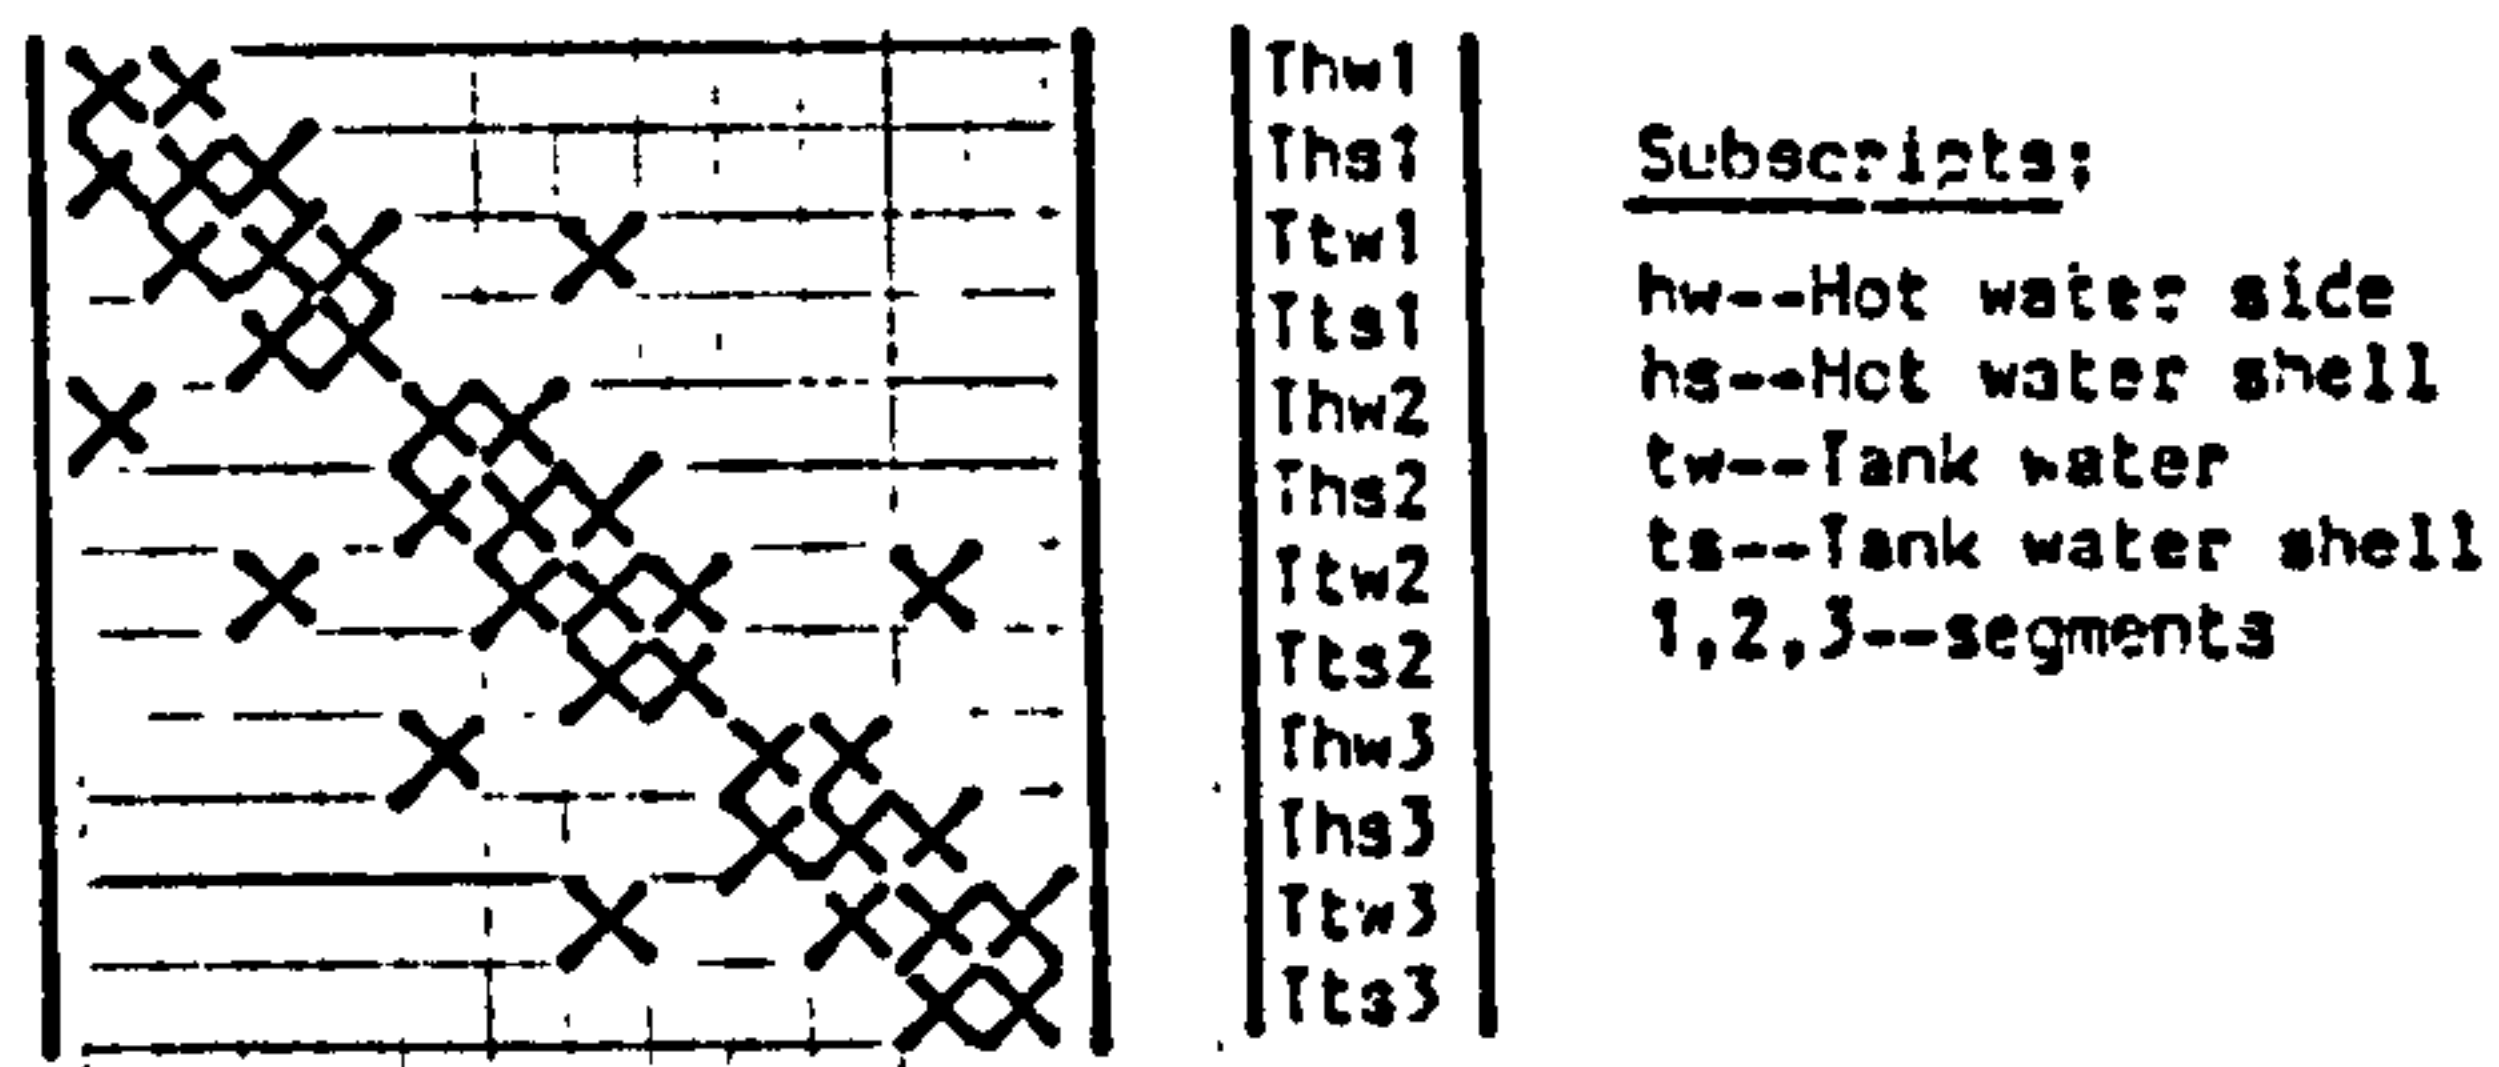 Thw1
Ths1
Ttw1
Tts1
Thw2
Ths2
Ttw2
Tts2
Thw3
Ths3
Ttw3
Tts3
Subscripts:
hw--Hot water side
hs--Hot water shell
tw--Tank water
ts--Tank water shell
1,2,3--segments